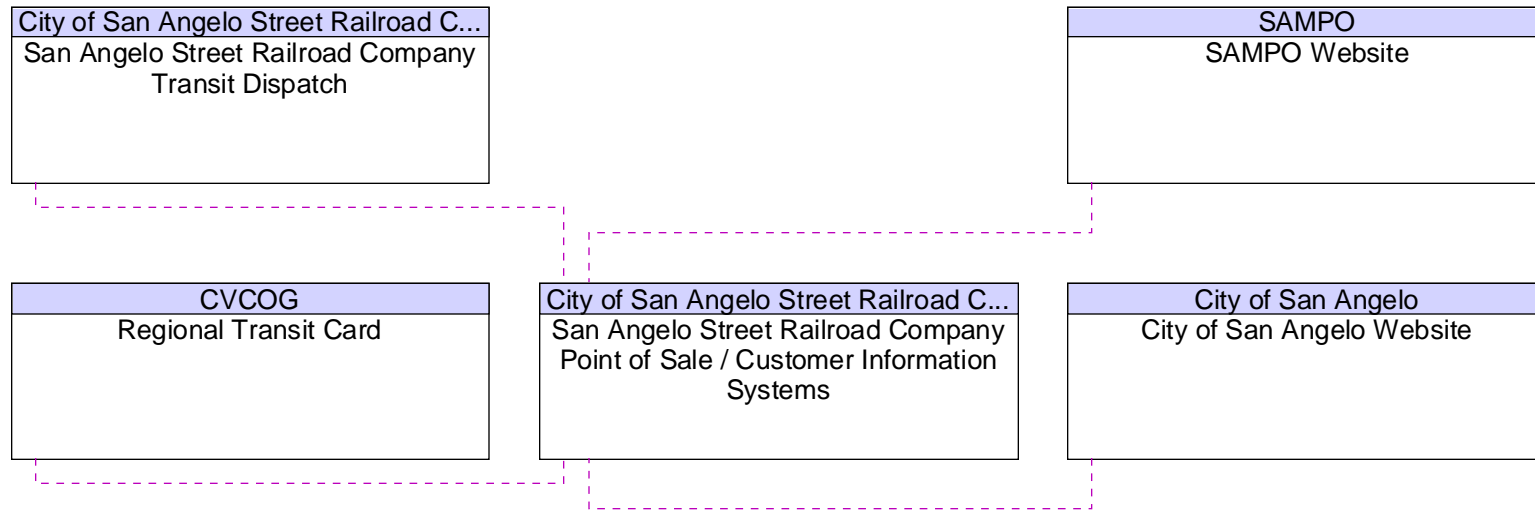 City of San Angelo Street Railroad C...
San Angelo Street Railroad Company
Transit Dispatch
SAMPO
SAMPO Website
CVCOG
Regional Transit Card
City of San Angelo Street Railroad C...
San Angelo Street Railroad Company
Point of Sale / Customer Information
Systems
City of San Angelo
City of San Angelo Website